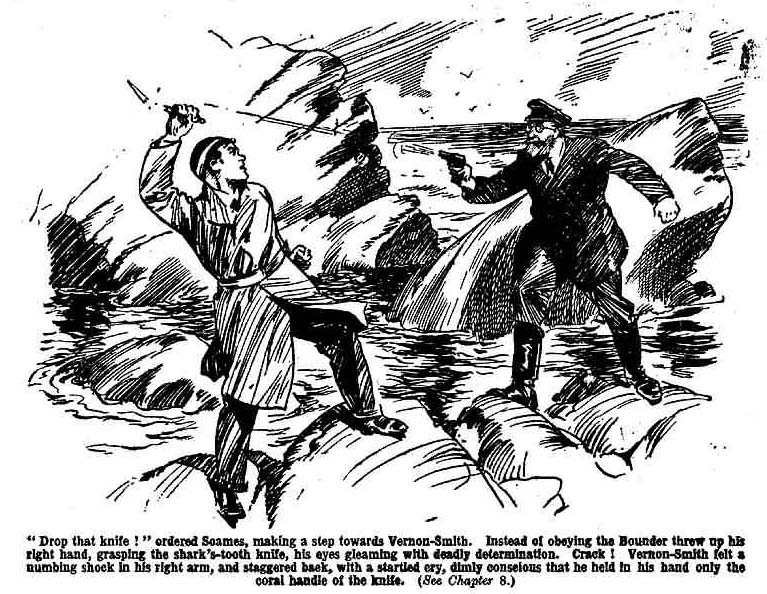 " Drop that knife ! " ordered Soames, making a step towards Vernon-Smith. Instead of obeying the Bounder threw up his
right hand, grasping the shark's-tooth knife, his eyes gleaming with deadly determination. Crack ! Vernon-Smith felt a
numbing shock in his right arm, and staggered back, with a startled cry, dimly conscious that he held in his hand only the
coral handle of the knife. (See Chapter 8.)